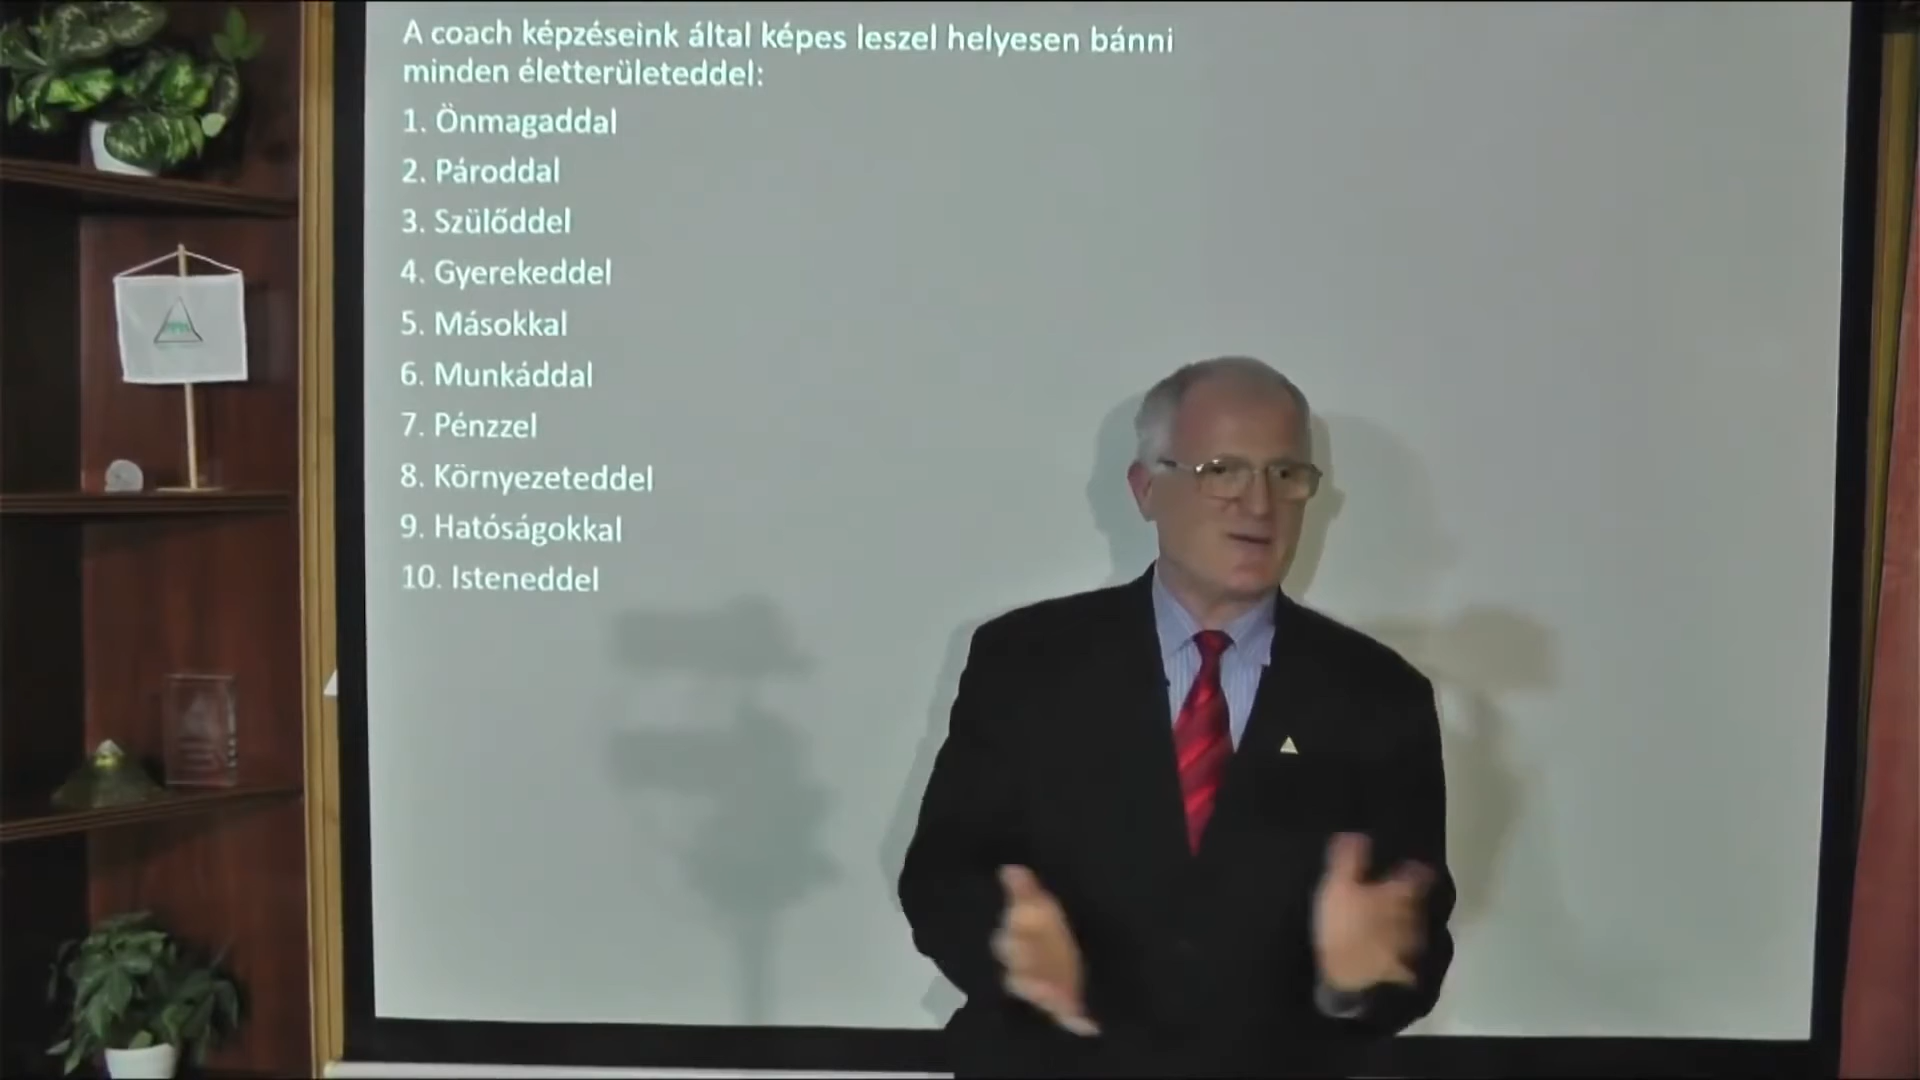 A coach képzéseink által képes leszel helyesen bánni
minden életterületeddel:
1. Önmagaddal
2. Pároddal
3. Szülőddel
4. Gyerekeddel
5. Másokkal
6. Munkáddal
7. Pénzzel
8. Környezeteddel
9. Hatóságokkal
10. Isteneddel